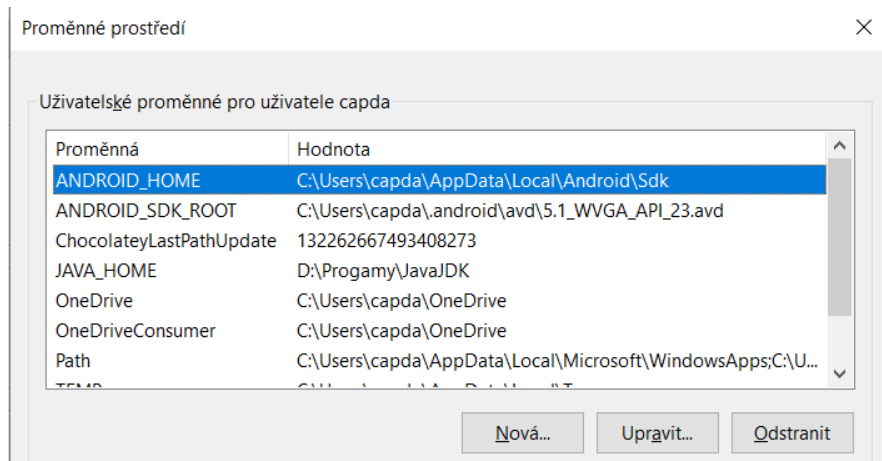 Proměnné prostředí
Uživatelské proměnné pro uživatele capda
Proměnná Hodnota
ANDROID_HOME C:\Users\capda\AppData\Local\Android\Sdk
ANDROID_SDK_ROOT C:\Users\capda\.android\avd\5.1_WVGA_API_23.avd
ChocolateyLastPathUpdate 132262667493408273
JAVA_HOME D:\Progamy\JavaJDK
OneDrive C:\Users\capda\OneDrive
OneDriveConsumer C:\Users\capda\OneDrive
Path C:\Users\capda\AppData\Local\Microsoft\WindowsApps;C:\U...
Nová... Upravit... Odstranit